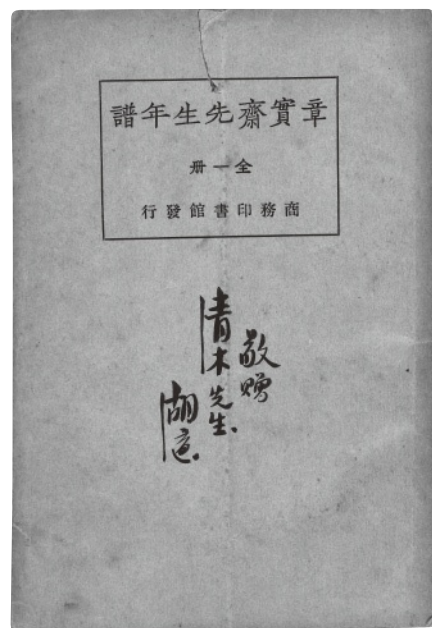 章實齋先生年譜
全一冊
商務印書館發行
敬贈
青木先生、
胡適。